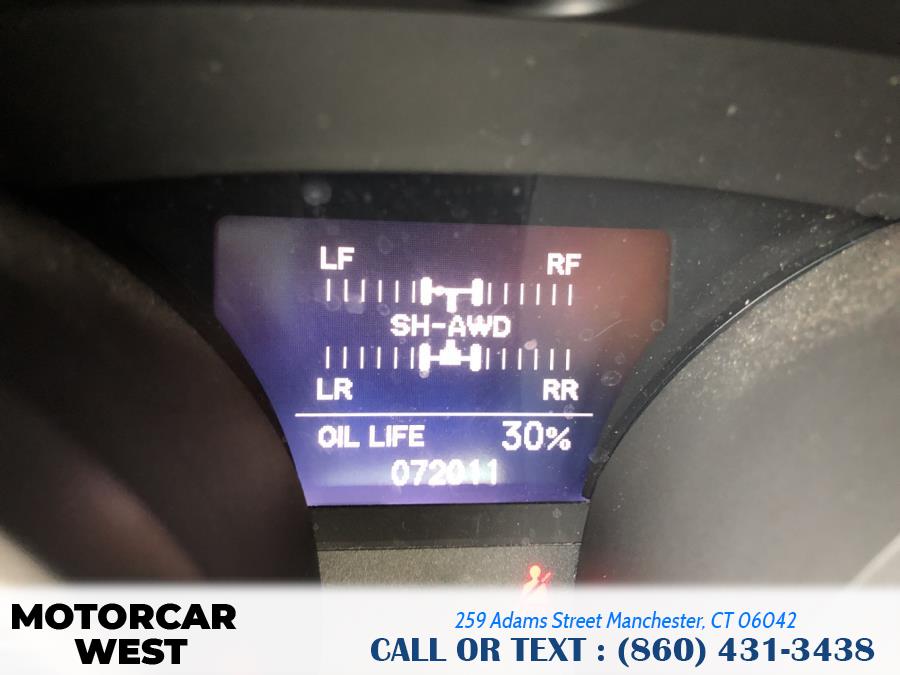 LF RF
SH-AWD
LR RR
OIL LIFE 30%
072011
MOTORCAR
WEST
259 Adams Street Manchester, CT 06042
CALL OR TEXT : (860) 431-3438